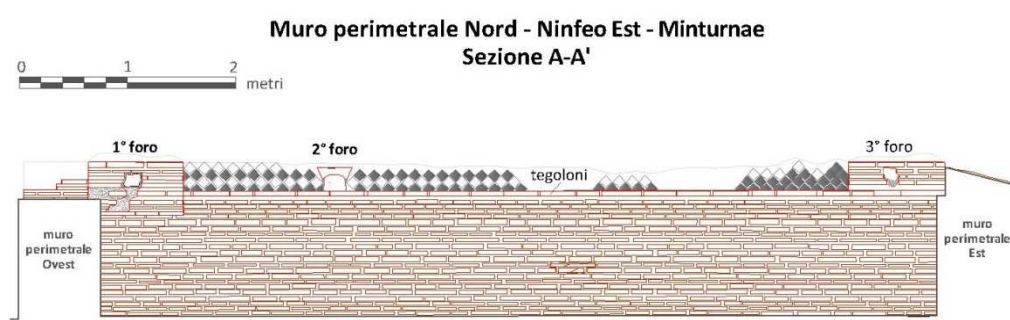 Muro perimetrale Nord - Ninfeo Est - Minturnae
Sezione A-A'
0 1 2
metri
1° foro
2° foro
3° foro
tegoloni
muro
perimetrale
Ovest
muro
perimetrale
Est